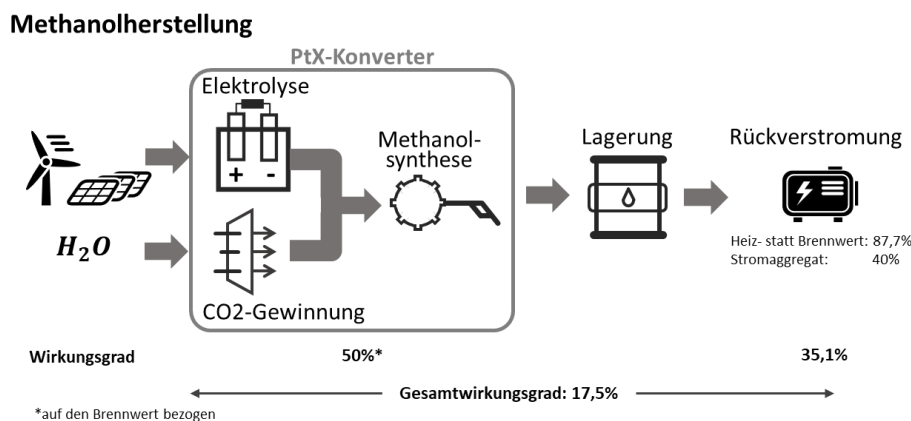 Methanolherstellung
PtX-Konverter
Elektrolyse
+ -
Methanol-
synthese
CO2-Gewinnung
H₂O
Lagerung
Rückverstromung
Heiz- statt Brennwert: 87,7%
Stromaggregat: 40%
Wirkungsgrad 50%* 35,1%
Gesamtwirkungsgrad: 17,5%
*auf den Brennwert bezogen